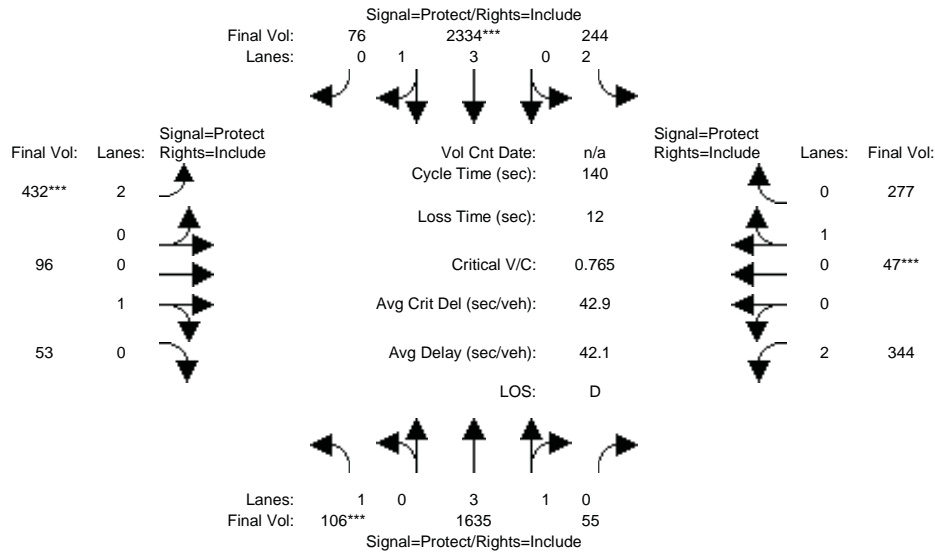 Signal=Protect/Rights=Include
Final Vol: 76 2334*** 244
Lanes: 0 1 3 0 2
Signal=Protect Signal=Protect
Final Vol: Lanes: Rights=Include Vol Cnt Date: n/a Rights=Include Lanes: Final Vol:
Cycle Time (sec): 140
432*** 2 0 277
Loss Time (sec): 12
0 1
96 0 Critical V/C: 0.765 0 47***
1 Avg Crit Del (sec/veh): 42.9 0
53 0 Avg Delay (sec/veh): 42.1 2 344
LOS: D
Lanes: 1 0 3 1 0
Final Vol: 106*** 1635 55
Signal=Protect/Rights=Include